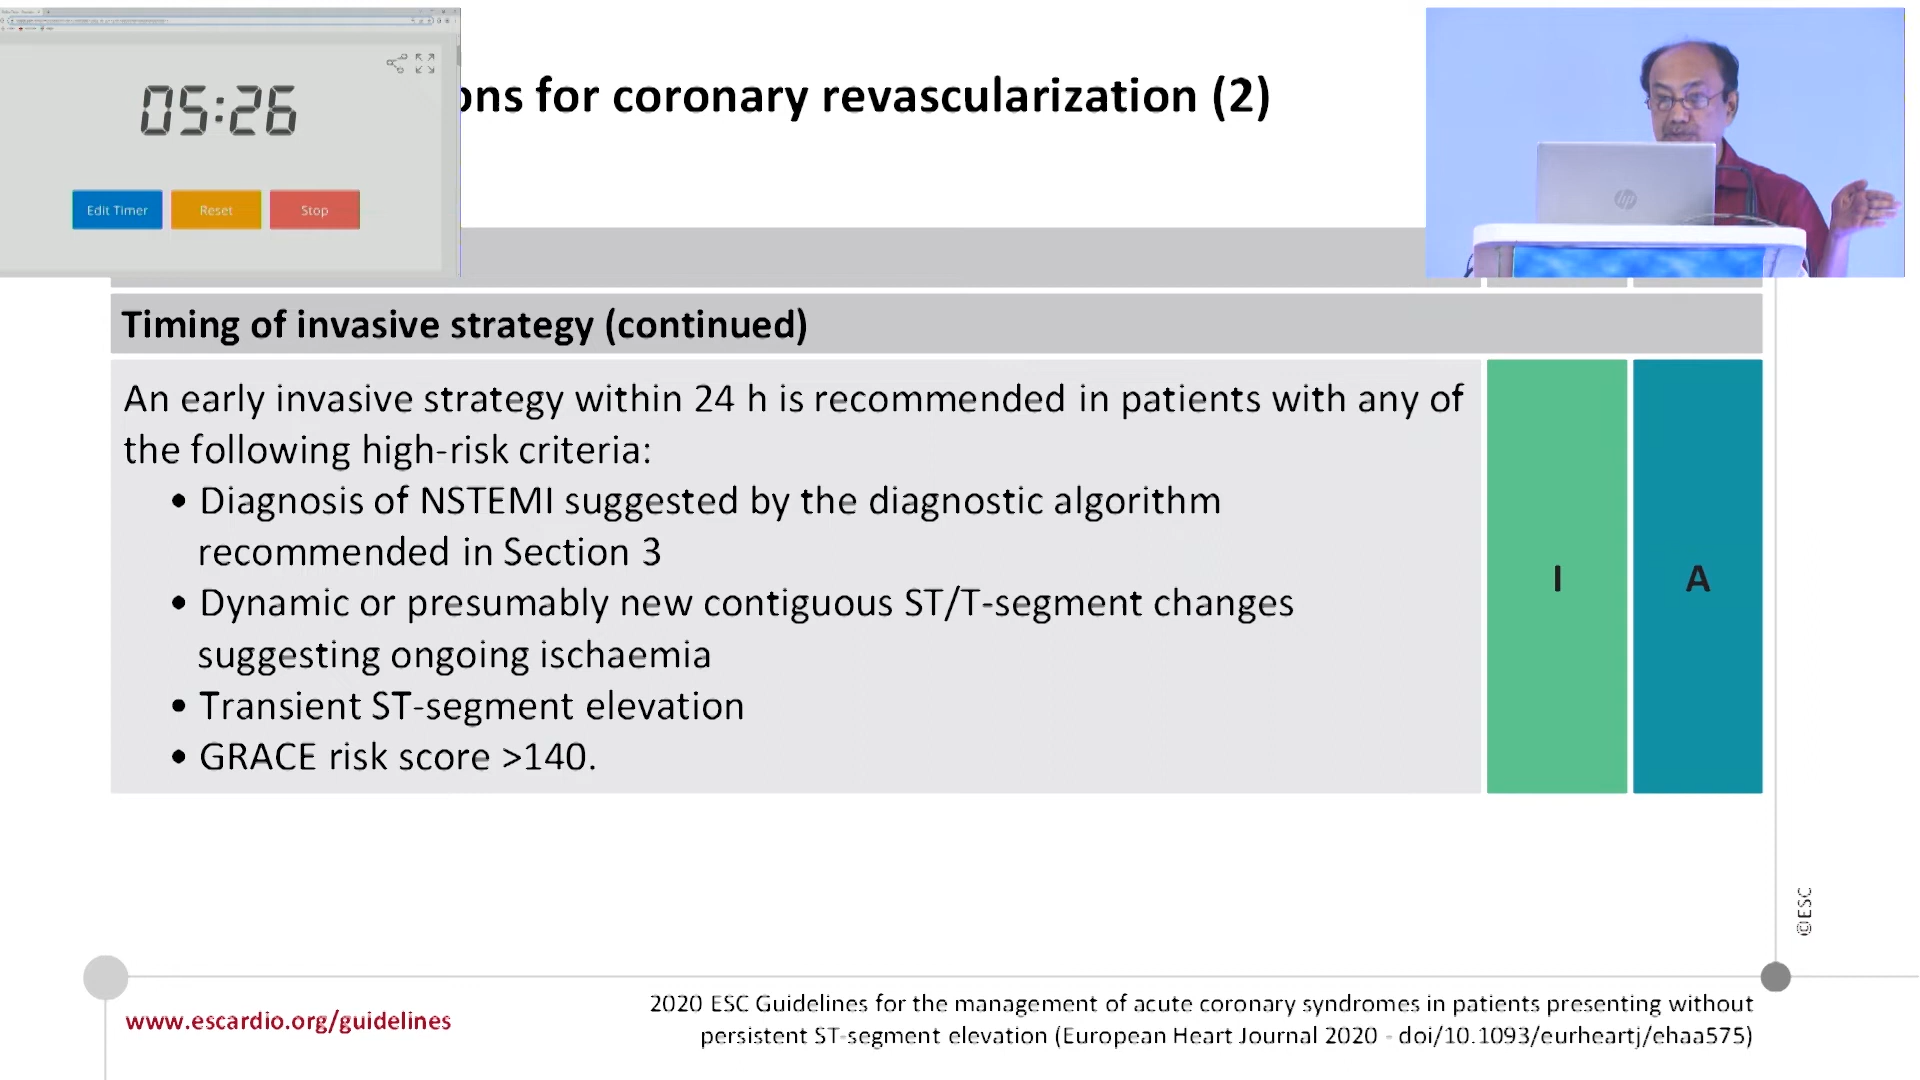 05:26
Edit Timer
Reset
Stop
ons for coronary revascularization (2)
hp
Timing of invasive strategy (continued)
An early invasive strategy within 24 h is recommended in patients with any of
the following high-risk criteria:
• Diagnosis of NSTEMI suggested by the diagnostic algorithm
recommended in Section 3
• Dynamic or presumably new contiguous ST/T-segment changes
suggesting ongoing ischaemia
• Transient ST-segment elevation
• GRACE risk score >140.
I
A
©ESC
www.escardio.org/guidelines
2020 ESC Guidelines for the management of acute coronary syndromes in patients presenting without
persistent ST-segment elevation (European Heart Journal 2020 - doi/10.1093/eurheartj/ehaa575)